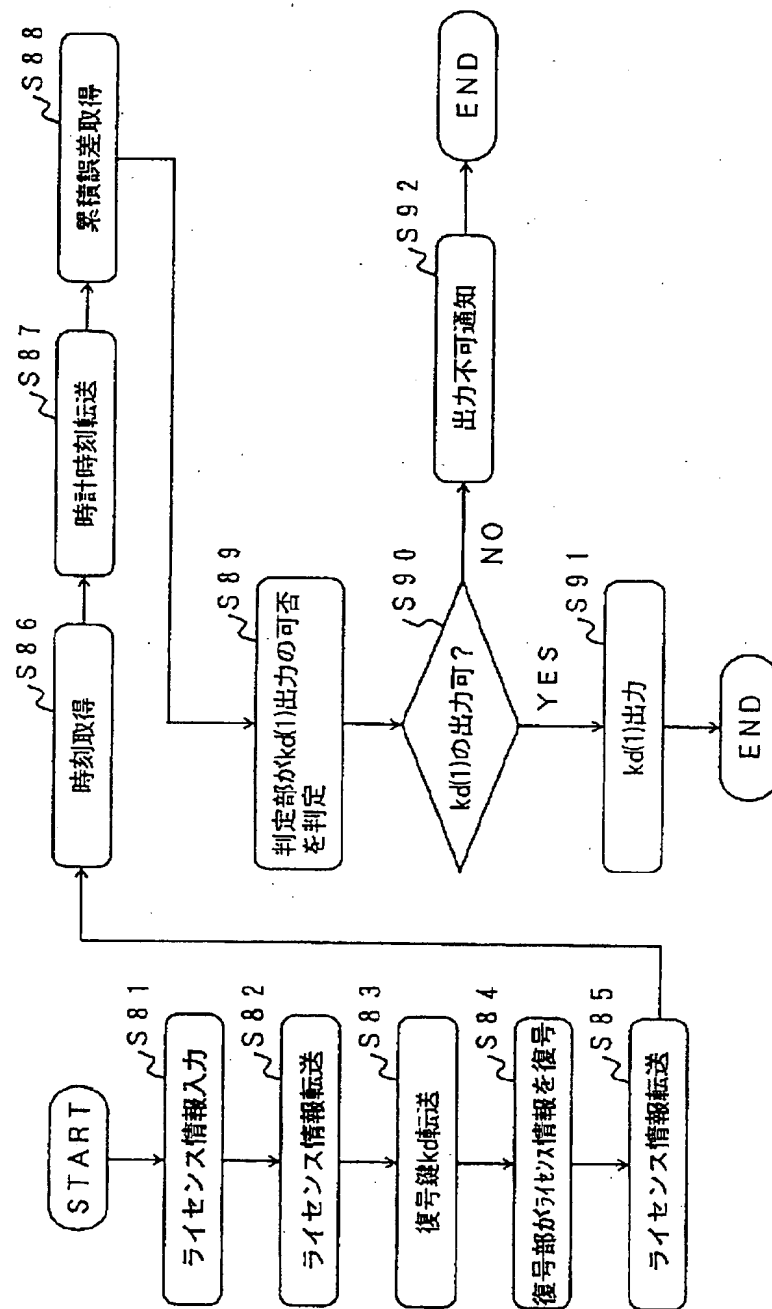 START
S81
ライセンス情報入力
S82
ライセンス情報転送
S83
復号鍵kd転送
S84
復号部がライセンス情報を復号
S85
ライセンス情報転送
S86
時刻取得
S87
時計時刻転送
S88
累積誤差取得
S89
判定部がkd(1)出力の可否
を判定
S90
kd(1)の出力可?
NO
YES
S91
kd(1)出力
END
S92
出力不可通知
END